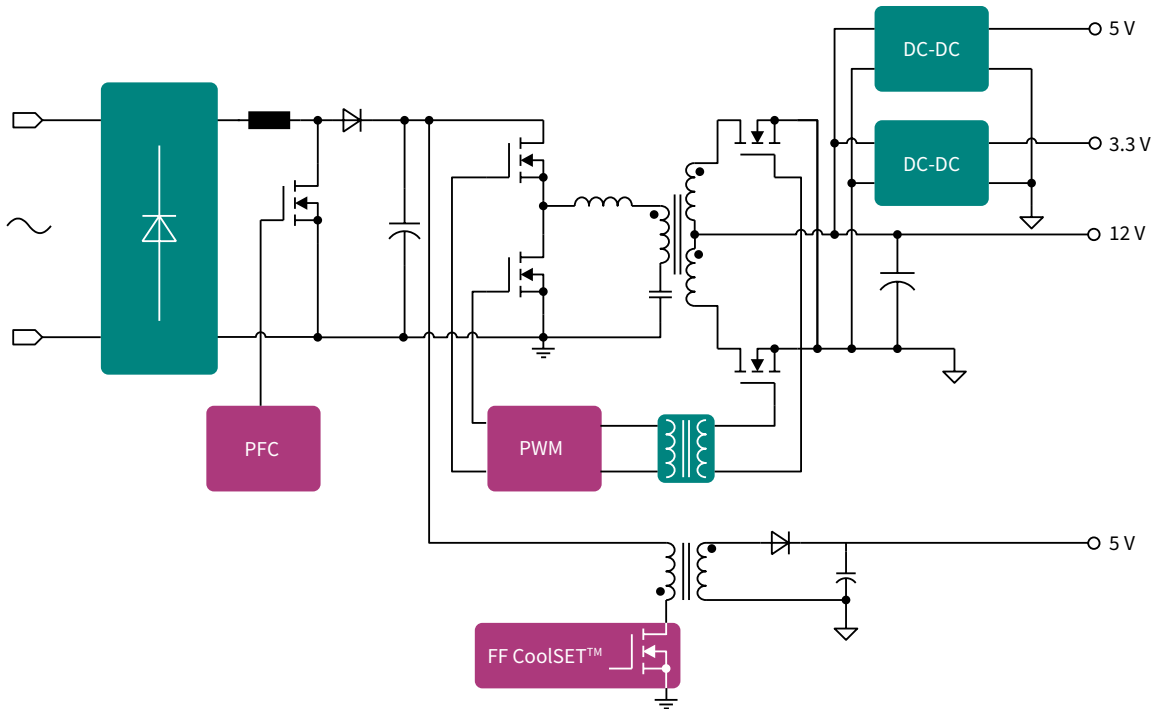 DC-DC
5 V
DC-DC
3.3 V
12 V
PFC
PWM
5 V
FF CoolSET™